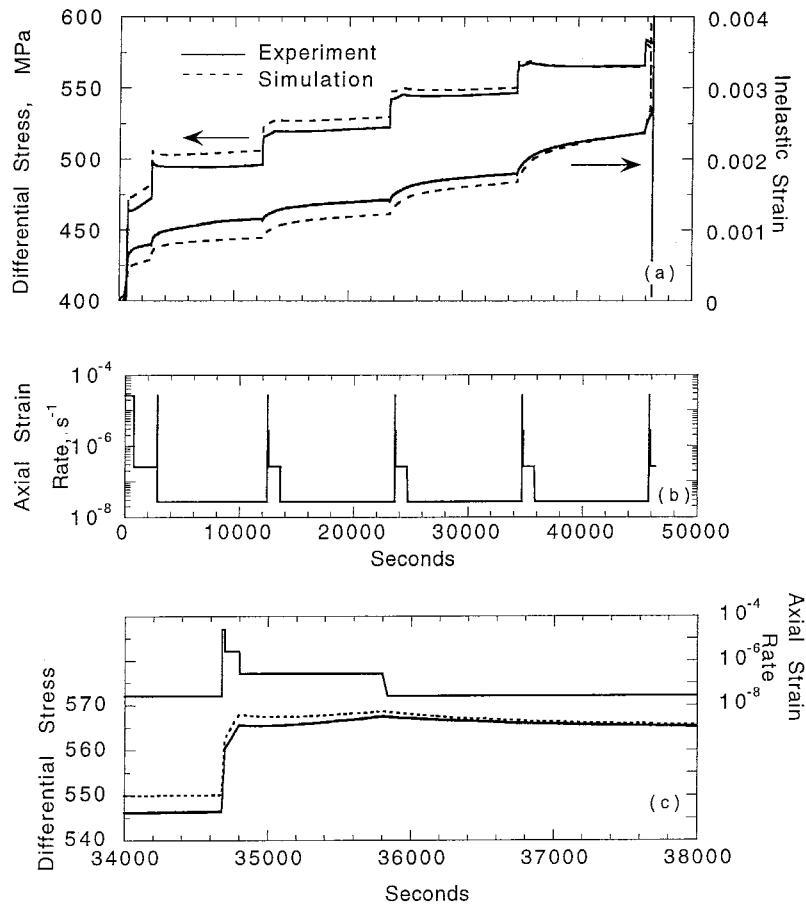 600
550
500
450
400
Differential Stress, MPa
Experiment
Simulation
0.004
0.003
0.002
0.001
0
Inelastic Strain
(a)
10-4
10-6
10-8
Axial Strain
Rate, s-1
(b)
0 10000 20000 30000 40000 50000
Seconds
10-4
10-6
10-8
Axial Strain
Rate
570
560
550
540
Differential Stress
(c)
34000 35000 36000 37000 38000
Seconds